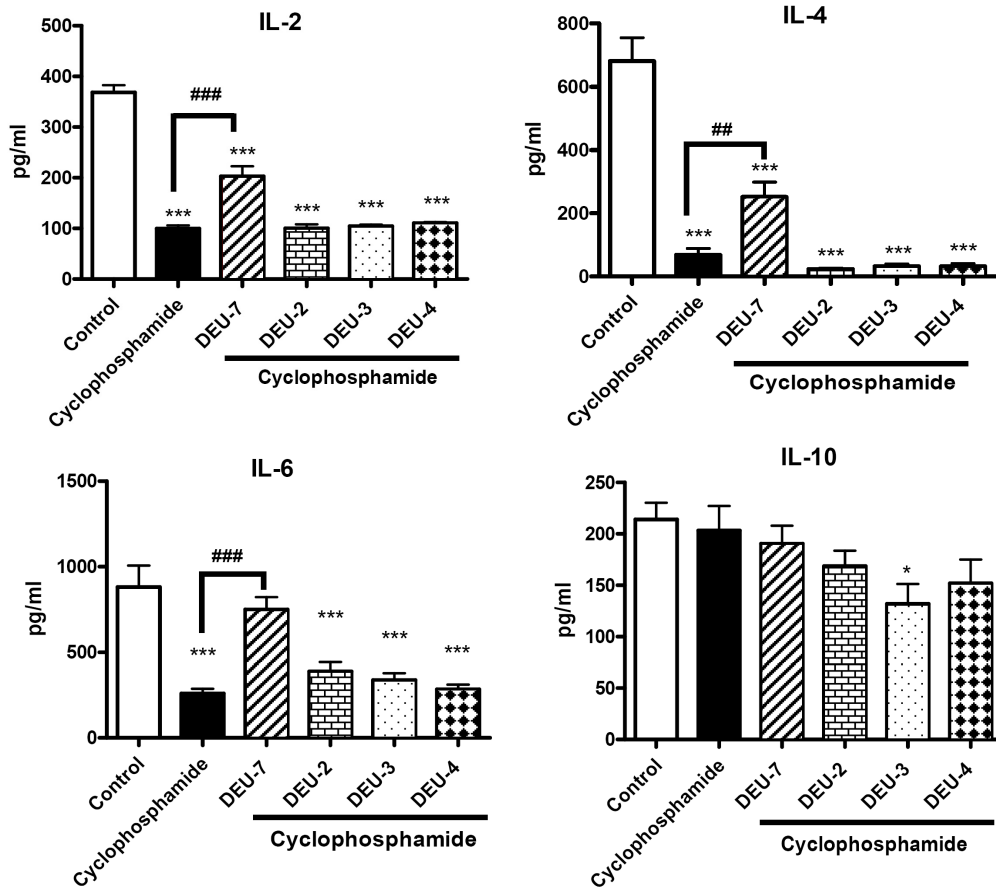 IL-2
500
400
300
200
100
0
pg/ml
###
***
***
***
***
***
Control
Cyclophosphamide
DEU-7
DEU-2
DEU-3
DEU-4
Cyclophosphamide
IL-4
800
600
400
200
0
pg/ml
##
***
***
***
***
***
Control
Cyclophosphamide
DEU-7
DEU-2
DEU-3
DEU-4
Cyclophosphamide
IL-6
1500
1000
500
0
pg/ml
###
***
***
***
***
Control
Cyclophosphamide
DEU-7
DEU-2
DEU-3
DEU-4
Cyclophosphamide
IL-10
250
200
150
100
50
0
pg/ml
*
Control
Cyclophosphamide
DEU-7
DEU-2
DEU-3
DEU-4
Cyclophosphamide